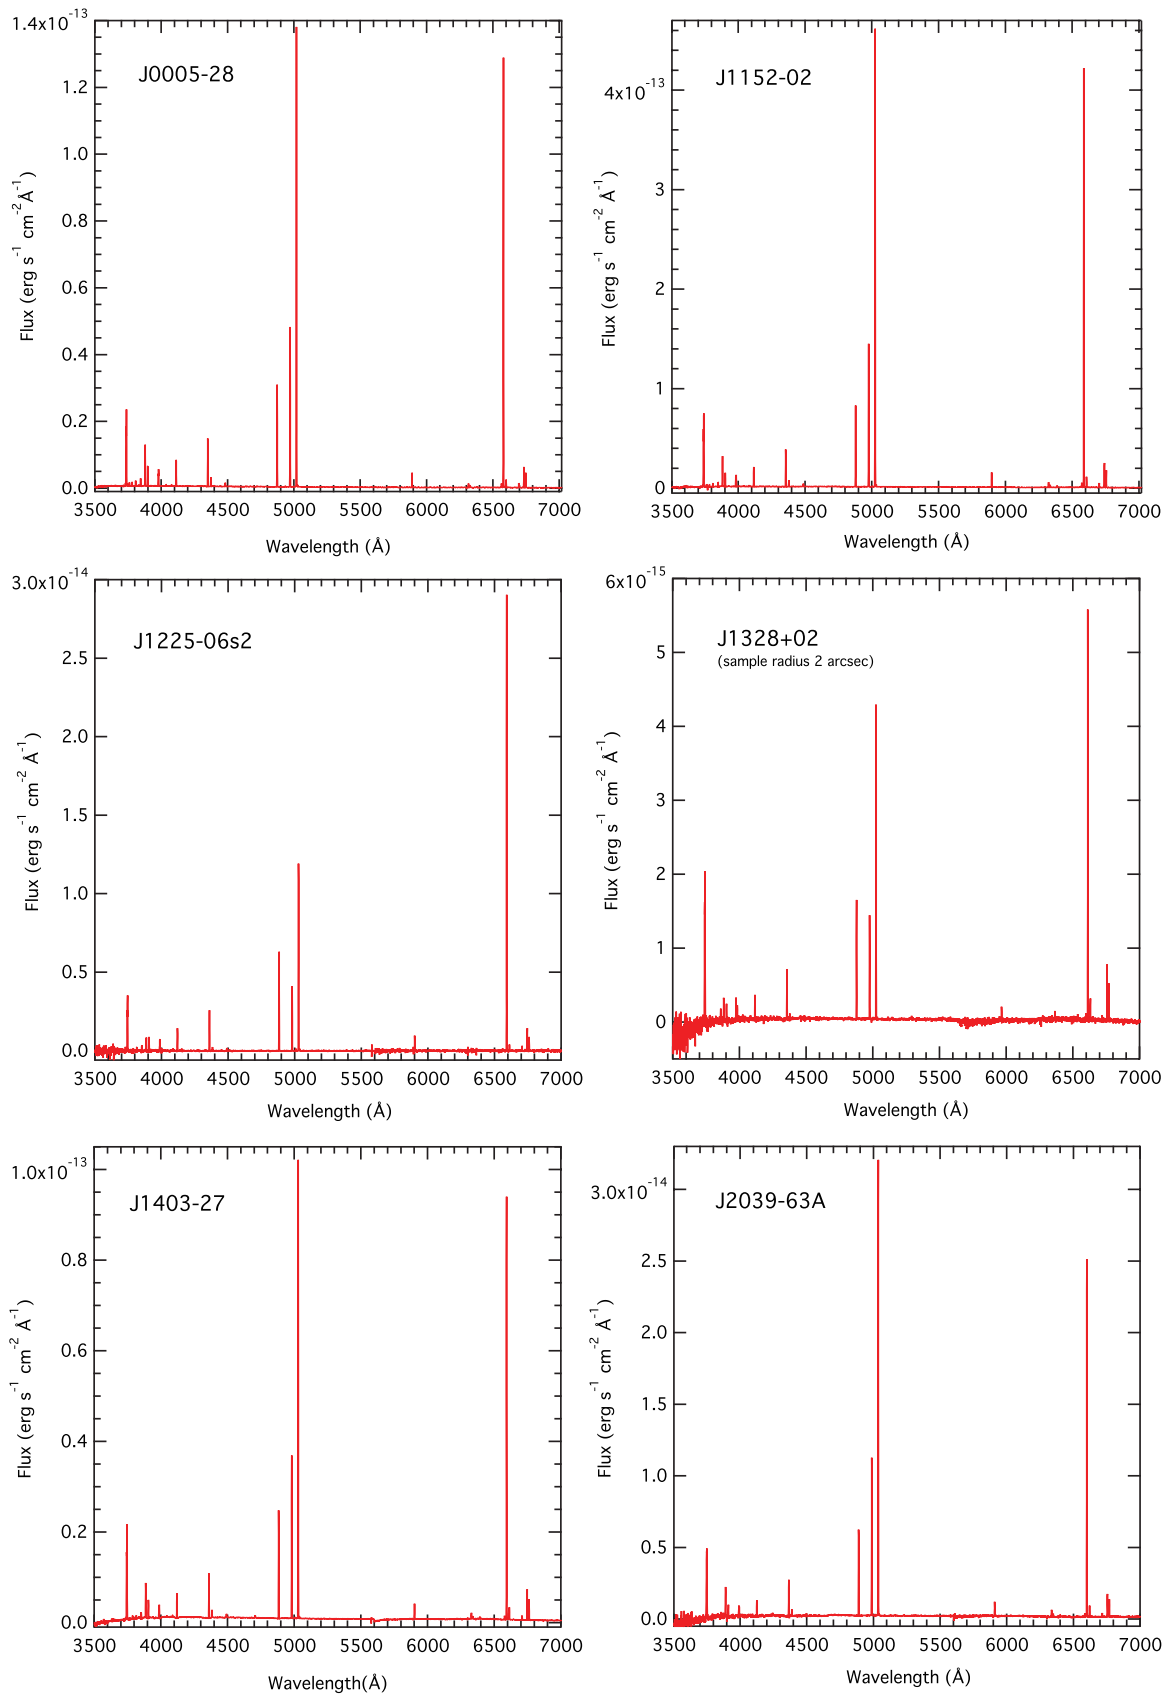 1.4x10^-13
1.2
1.0
0.8
0.6
0.4
0.2
0.0
Flux (erg s^-1 cm^-2 Å^-1)
J0005-28
3500 4000 4500 5000 5500 6000 6500 7000
Wavelength (Å)
4x10^-13
3
2
1
0
Flux (erg s^-1 cm^-2 Å^-1)
J1152-02
3500 4000 4500 5000 5500 6000 6500 7000
Wavelength (Å)
3.0x10^-14
2.5
2.0
1.5
1.0
0.5
0.0
Flux (erg s^-1 cm^-2 Å^-1)
J1225-06s2
3500 4000 4500 5000 5500 6000 6500 7000
Wavelength (Å)
6x10^-15
5
4
3
2
1
0
Flux (erg s^-1 cm^-2 Å^-1)
J1328+02
(sample radius 2 arcsec)
3500 4000 4500 5000 5500 6000 6500 7000
Wavelength (Å)
1.0x10^-13
0.8
0.6
0.4
0.2
0.0
Flux (erg s^-1 cm^-2 Å^-1)
J1403-27
3500 4000 4500 5000 5500 6000 6500 7000
Wavelength(Å)
3.0x10^-14
2.5
2.0
1.5
1.0
0.5
0.0
Flux (erg s^-1 cm^-2 Å^-1)
J2039-63A
3500 4000 4500 5000 5500 6000 6500 7000
Wavelength (Å)